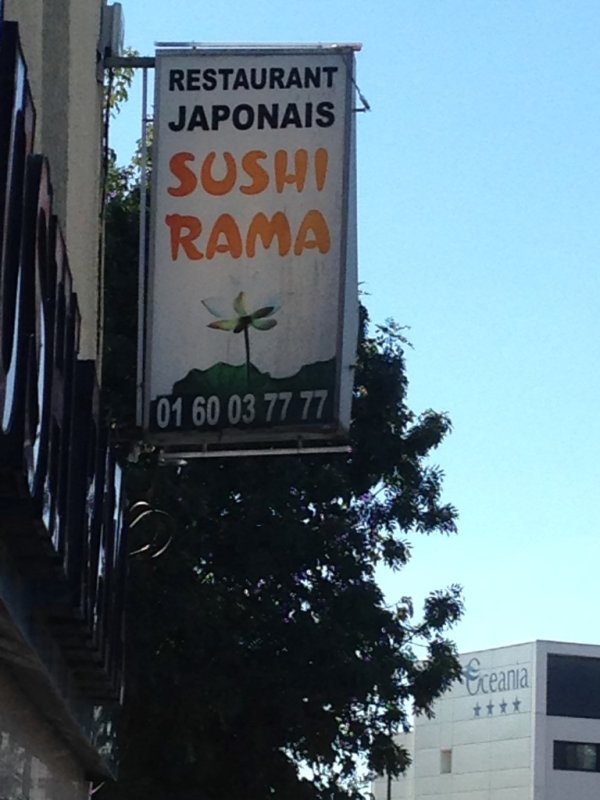 RESTAURANT
JAPONAIS
SUSHI
RAMA
01 60 03 77 77
Oceania